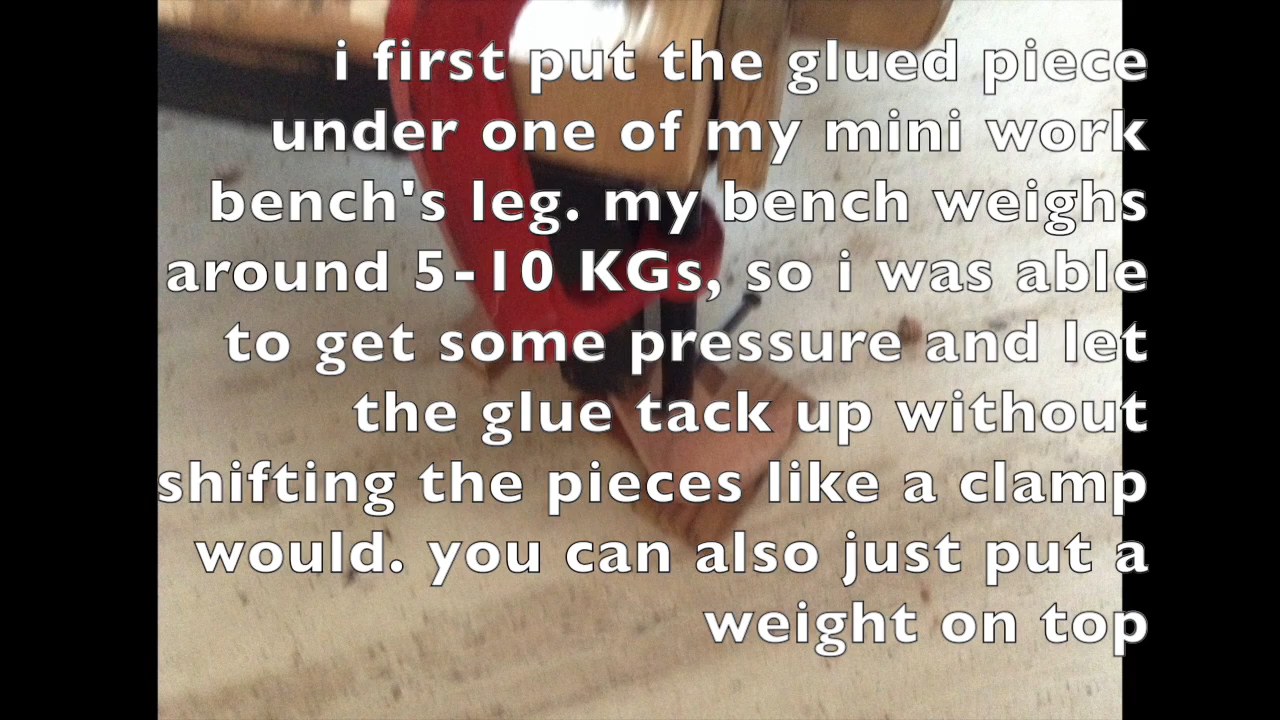 i first put the glued piece
under one of my mini work
bench's leg. my bench weighs
around 5-10 KGs, so i was able
to get some pressure and let
the glue tack up without
shifting the pieces like a clamp
would. you can also just put a
weight on top